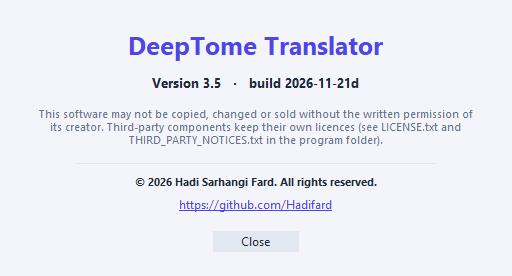 DeepTome Translator
Version 3.5 · build 2026-11-21d
This software may not be copied, changed or sold without the written permission of
its creator. Third-party components keep their own licences (see LICENSE.txt and
THIRD_PARTY_NOTICES.txt in the program folder).
© 2026 Hadi Sarhangi Fard. All rights reserved.
https://github.com/Hadifard
Close